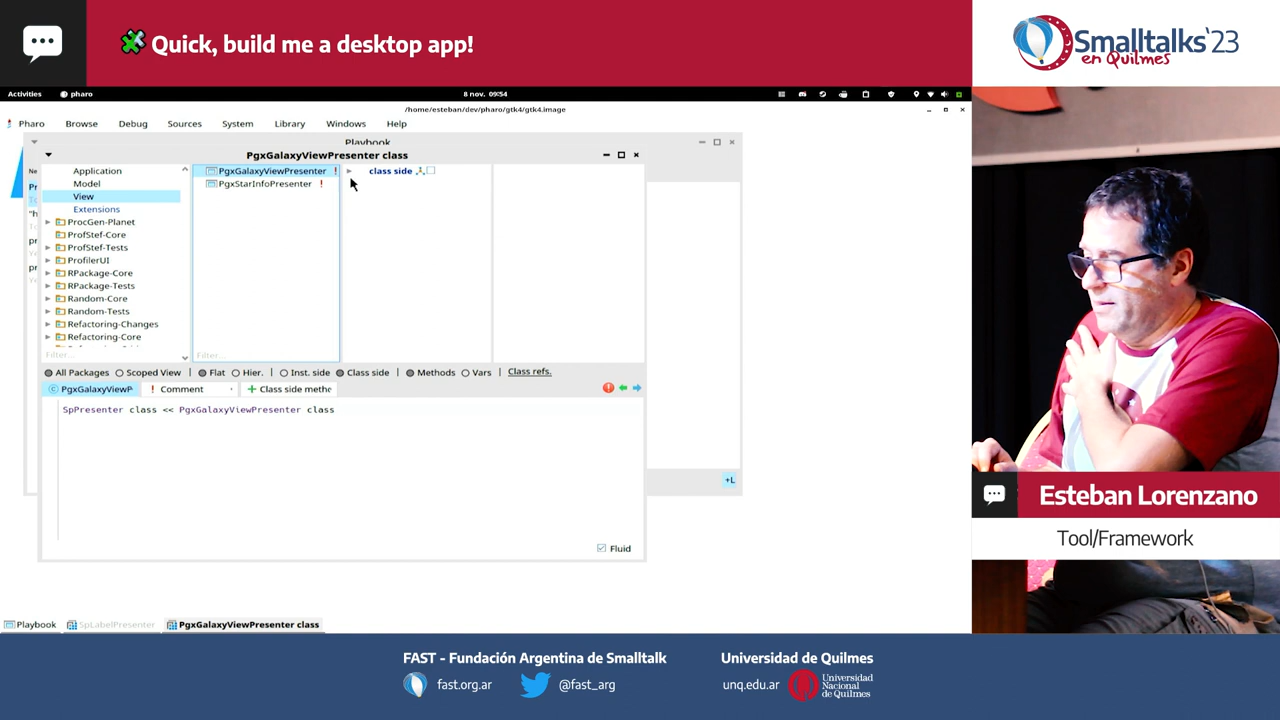 Quick, build me a desktop app!
Smalltalks'23
en Quilmes
Activities pharo 8 nov. 09:54
/home/esteban/dev/pharo/gtk4/gtk4.image
Pharo Browse Debug Sources System Library Windows Help
Playbook
PgxGalaxyViewPresenter class
Application
Model
View
Extensions
ProcGen-Planet
ProfStef-Core
ProfStef-Tests
ProfilerUI
RPackage-Core
RPackage-Tests
Random-Core
Random-Tests
Refactoring-Changes
Refactoring-Core
Filter...
PgxGalaxyViewPresenter !
PgxStarInfoPresenter !
Filter...
class side
All Packages Scoped View Flat Hier. Inst. side Class side Methods Vars Class refs.
PgxGalaxyViewP ! Comment + Class side methe
SpPresenter class << PgxGalaxyViewPresenter class
+L
Fluid
Playbook SpLabelPresenter PgxGalaxyViewPresenter class
Esteban Lorenzano
Tool/Framework
FAST - Fundación Argentina de Smalltalk
fast.org.ar @fast_arg
Universidad de Quilmes
unq.edu.ar Universidad Nacional de Quilmes